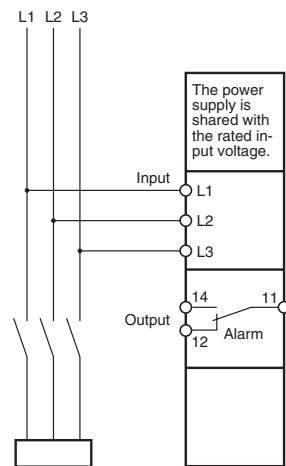 L1 L2 L3
The power
supply is
shared with
the rated in-
put voltage.
Input
L1
L2
L3
14
11
Output
12
Alarm